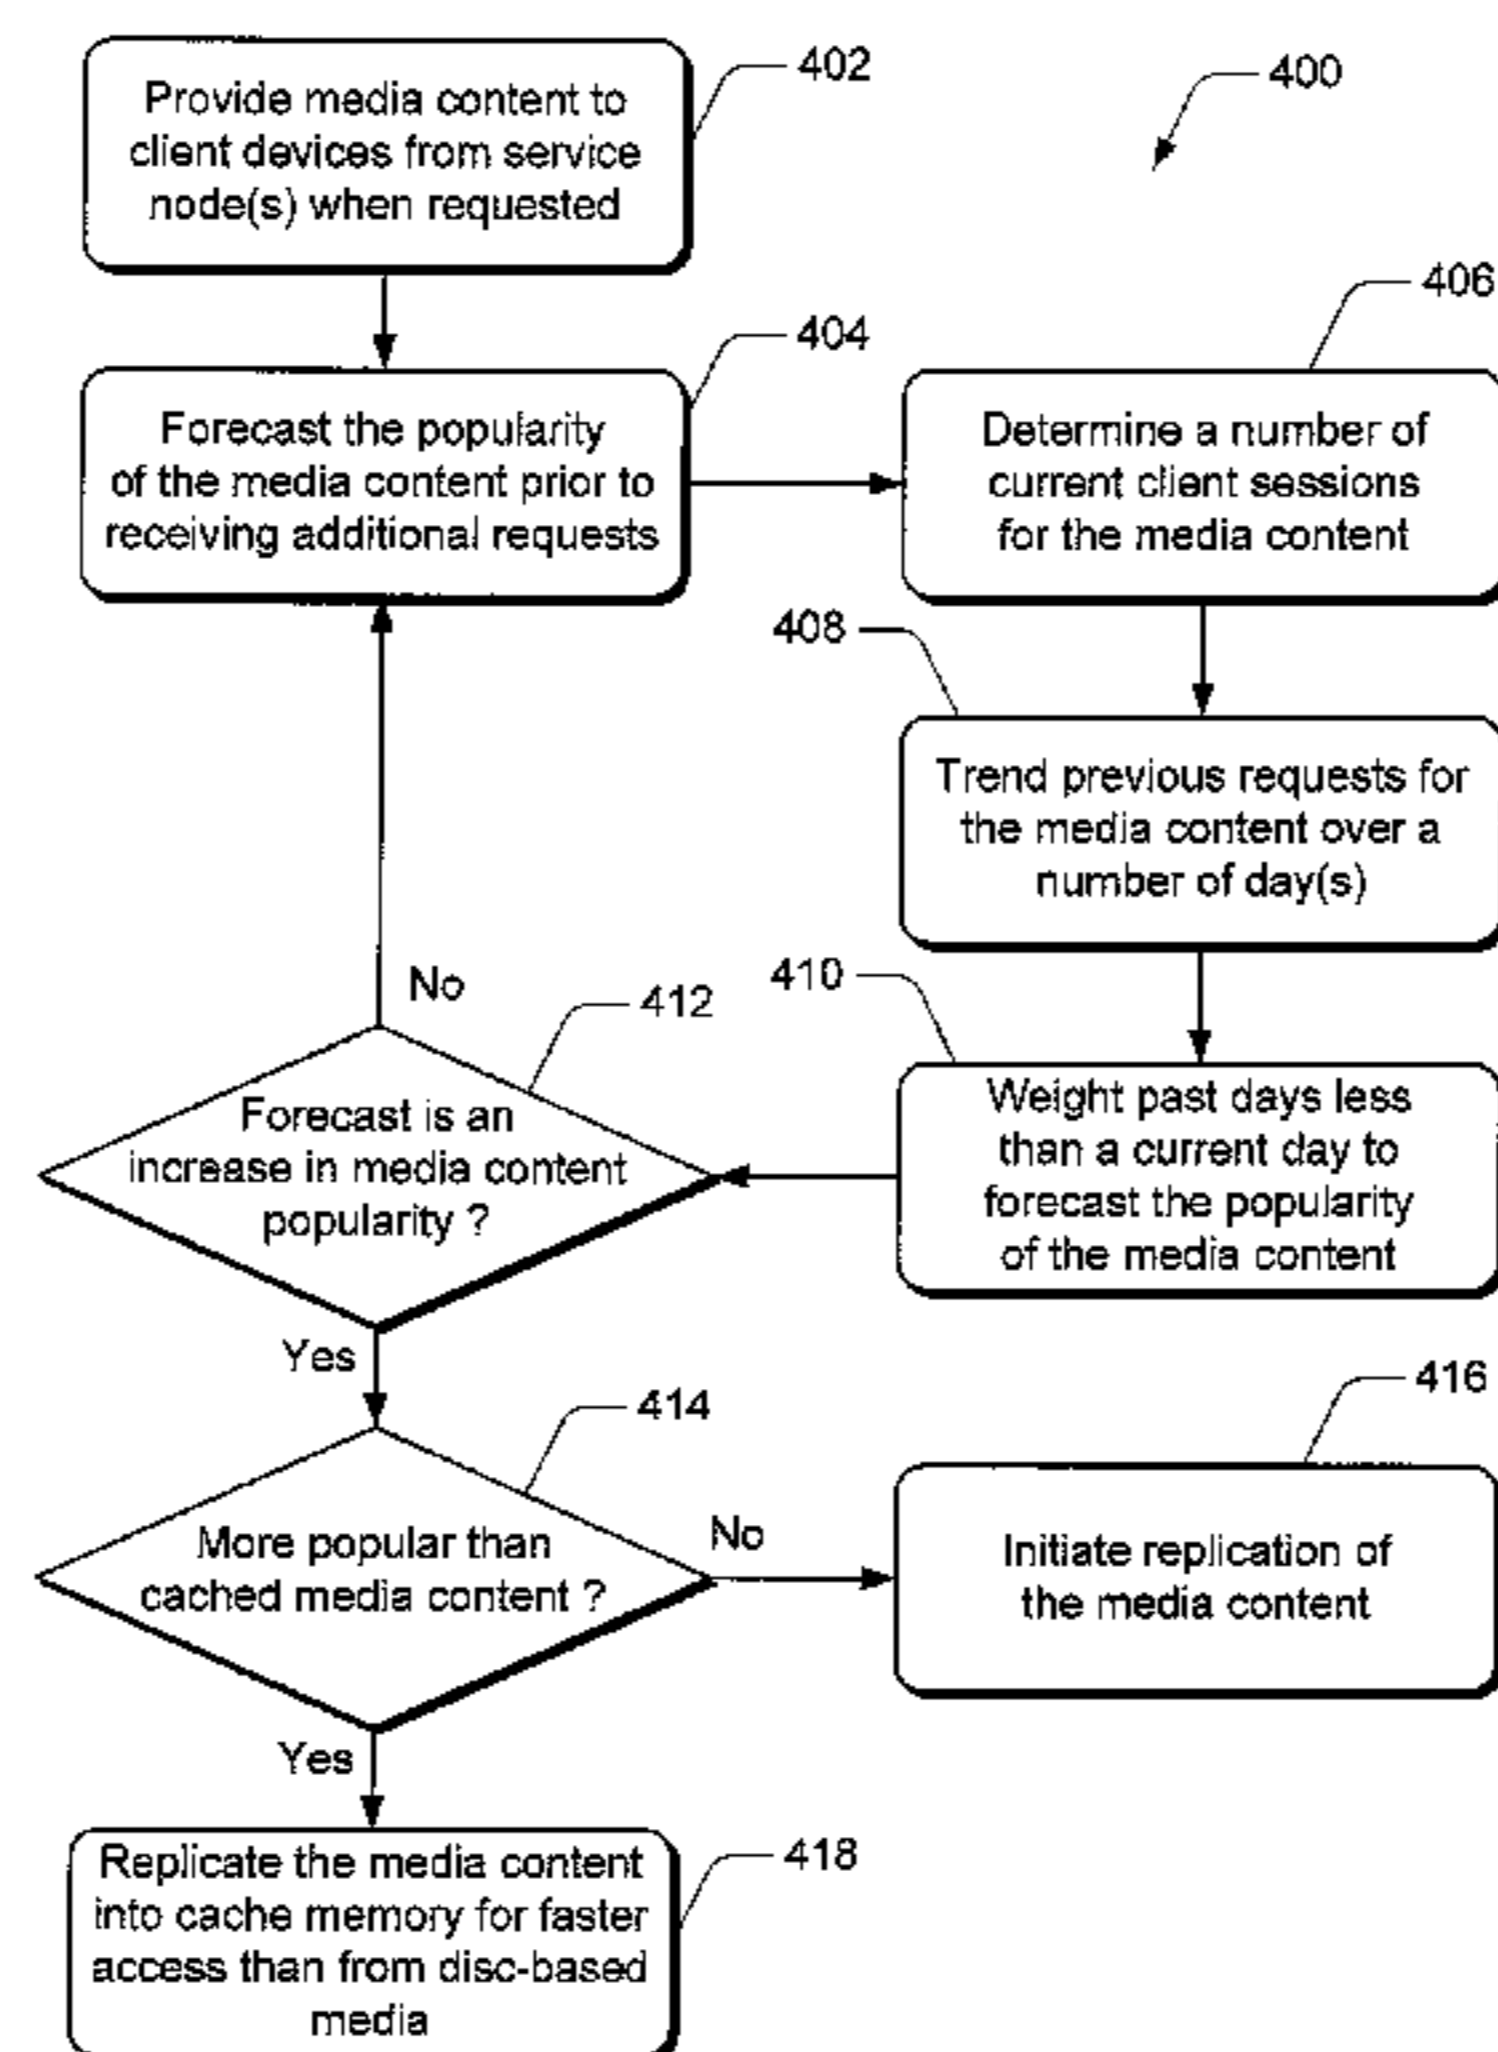 402
400
Provide media content to
client devices from service
node(s) when requested
406
404
Forecast the popularity
of the media content prior to
receiving additional requests
Determine a number of
current client sessions
for the media content
408
Trend previous requests for
the media content over a
number of day(s)
410
No
412
Weight past days less
than a current day to
forecast the popularity
of the media content
Forecast is an
increase in media content
popularity ?
Yes
416
414
More popular than
cached media content ?
No
Initiate replication of
the media content
Yes
418
Replicate the media content
into cache memory for faster
access than from disc-based
media